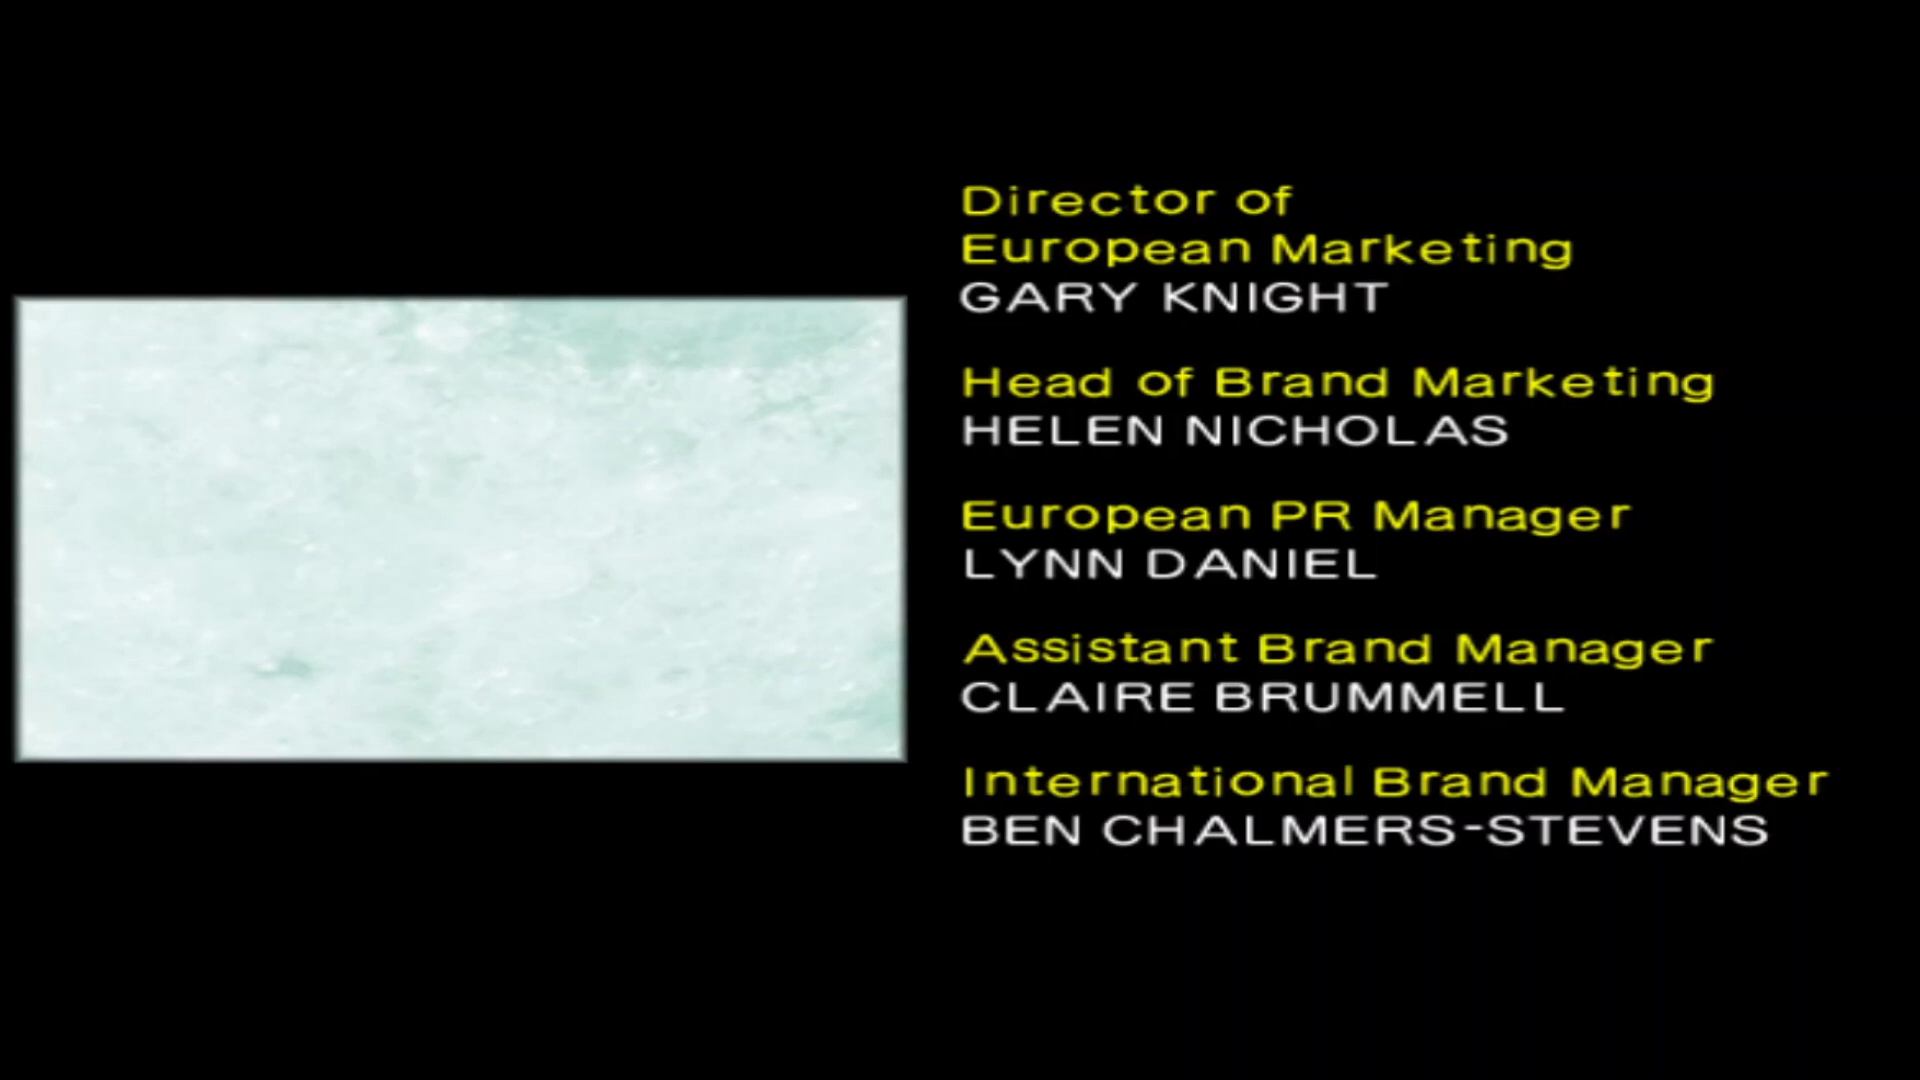 Director of
European Marketing
GARY KNIGHT
Head of Brand Marketing
HELEN NICHOLAS
European PR Manager
LYNN DANIEL
Assistant Brand Manager
CLAIRE BRUMMELL
International Brand Manager
BEN CHALMERS-STEVENS